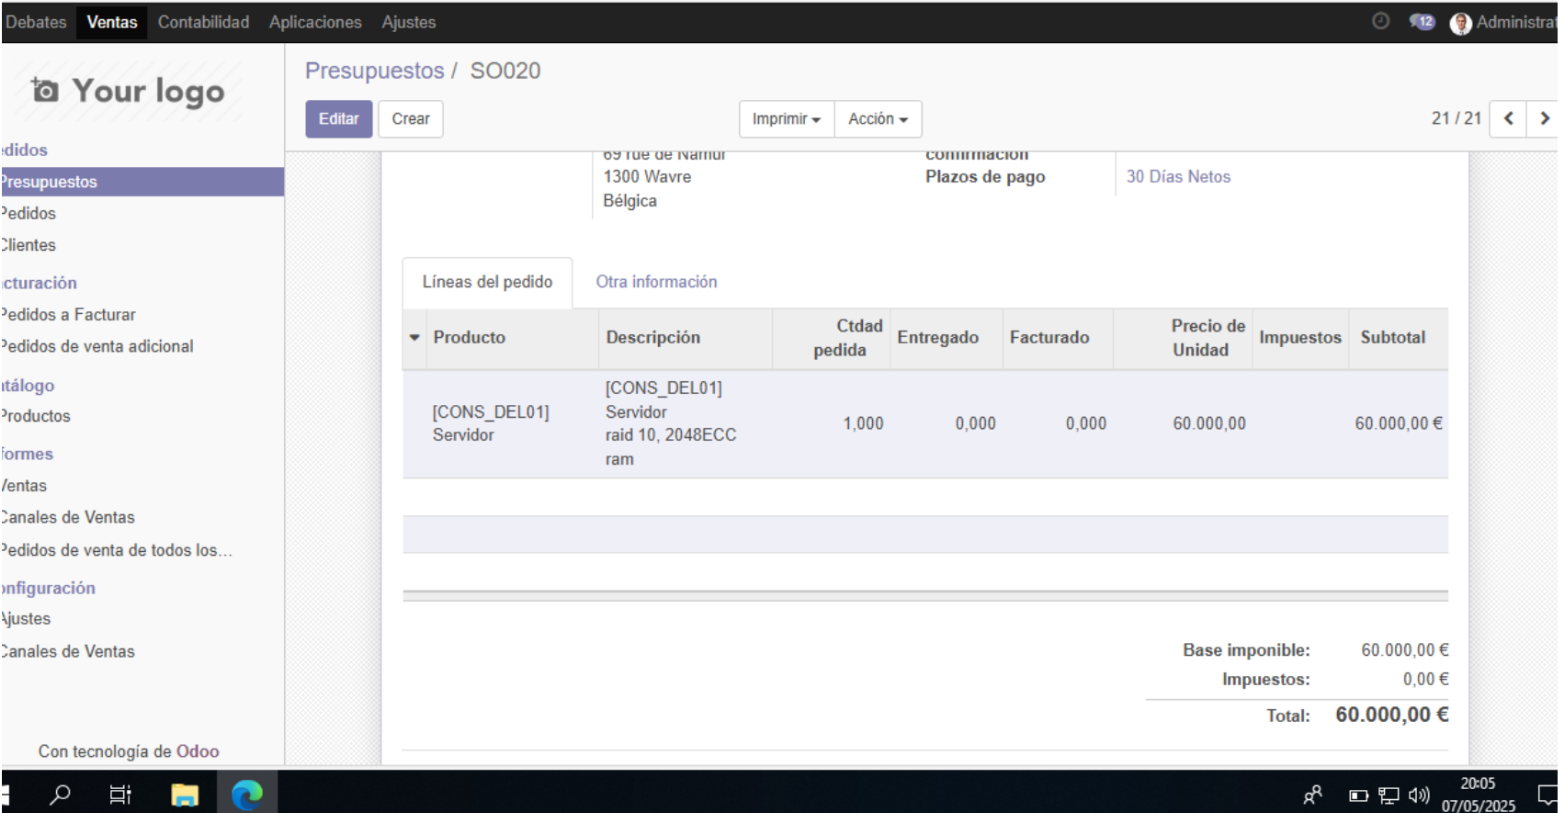 Debates Ventas Contabilidad Aplicaciones Ajustes 12 Administrat
Your logo
Presupuestos / SO020
Editar Crear Imprimir Acción 21 / 21
edidos
Presupuestos
Pedidos
Clientes
acturación
Pedidos a Facturar
Pedidos de venta adicional
atálogo
Productos
formes
Ventas
Canales de Ventas
Pedidos de venta de todos los...
onfiguración
Ajustes
Canales de Ventas
Con tecnología de Odoo
69 rue de Namur
1300 Wavre
Bélgica
confirmación
Plazos de pago 30 Días Netos
Líneas del pedido Otra información
Producto Descripción Ctdad pedida Entregado Facturado Precio de Unidad Impuestos Subtotal
[CONS_DEL01]
Servidor
[CONS_DEL01]
Servidor
raid 10, 2048ECC
ram
1,000 0,000 0,000 60.000,00 60.000,00 €
Base imponible: 60.000,00 €
Impuestos: 0,00 €
Total: 60.000,00 €
20:05
07/05/2025